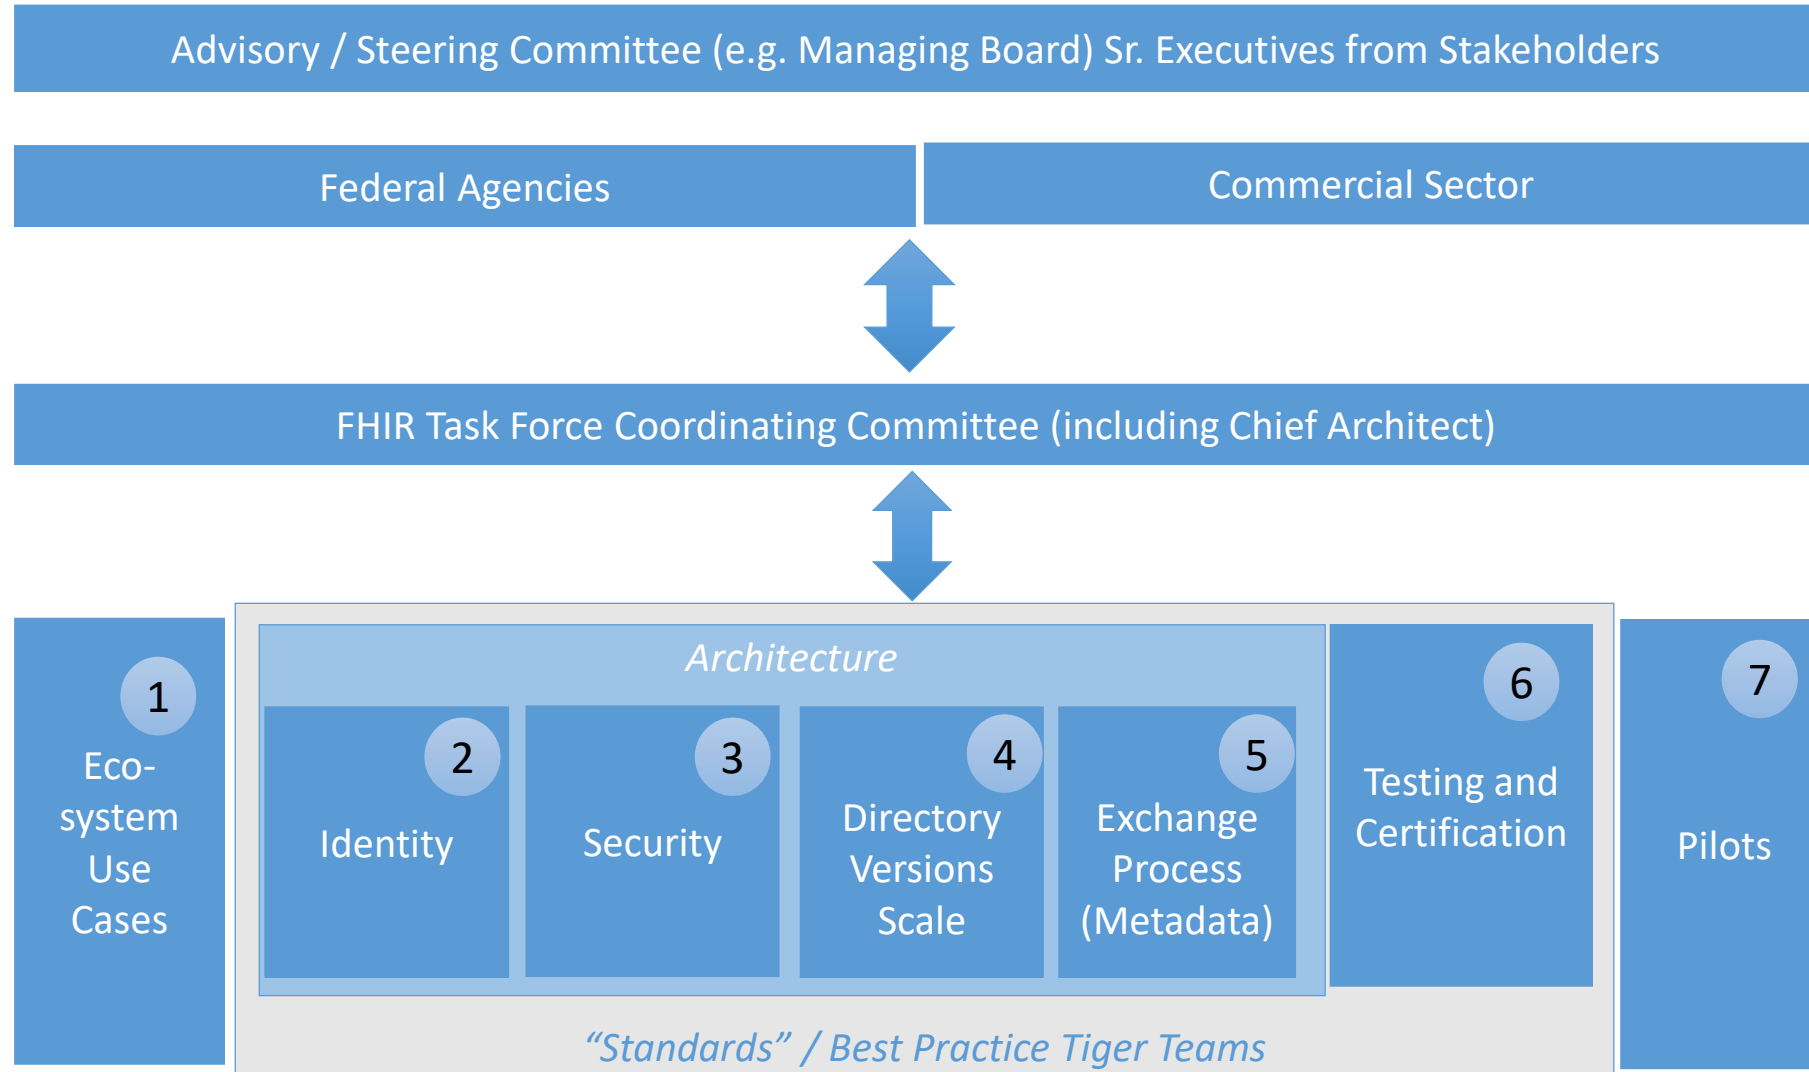 Advisory / Steering Committee (e.g. Managing Board) Sr. Executives from Stakeholders
Federal Agencies
Commercial Sector
FHIR Task Force Coordinating Committee (including Chief Architect)
1
Eco-
system
Use
Cases
Architecture
2
Identity
3
Security
4
Directory
Versions
Scale
5
Exchange
Process
(Metadata)
6
Testing and
Certification
7
Pilots
“Standards” / Best Practice Tiger Teams